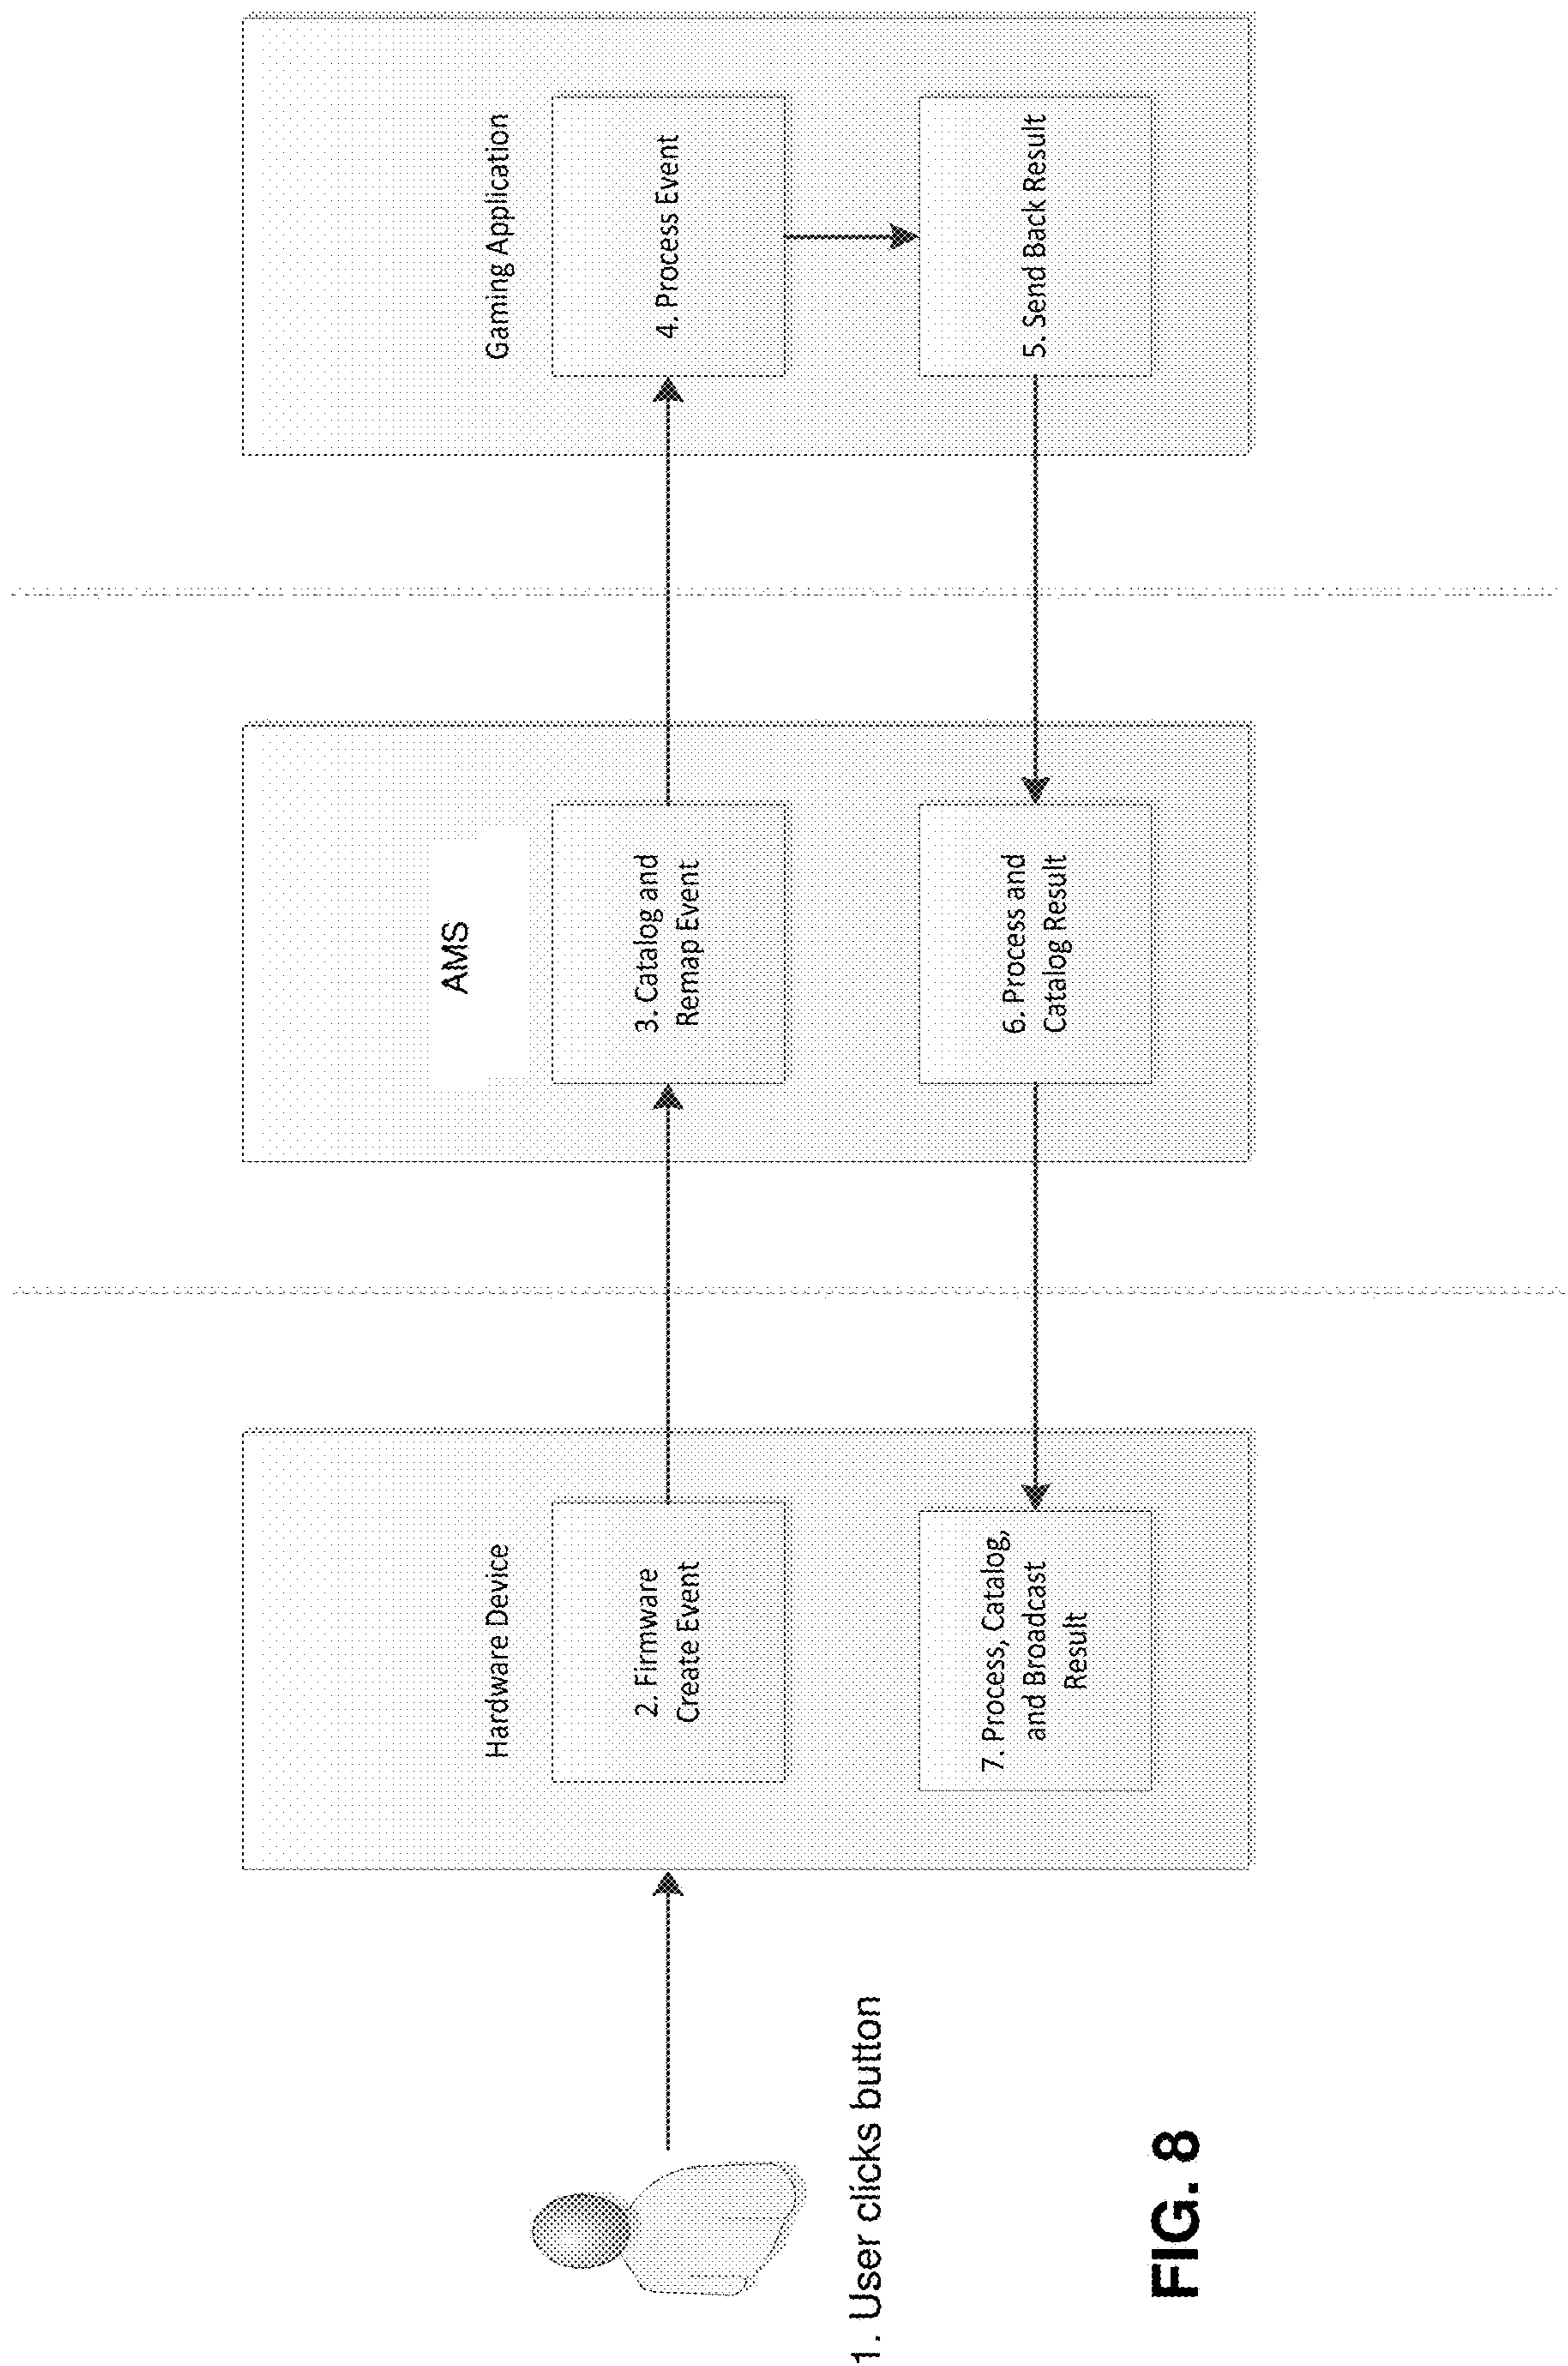 1. User clicks button
Hardware Device
2. Firmware
Create Event
7. Process, Catalog,
and Broadcast
Result
AMS
3. Catalog and
Remap Event
6. Process and
Catalog Result
Gaming Application
4. Process Event
5. Send Back Result
FIG. 8